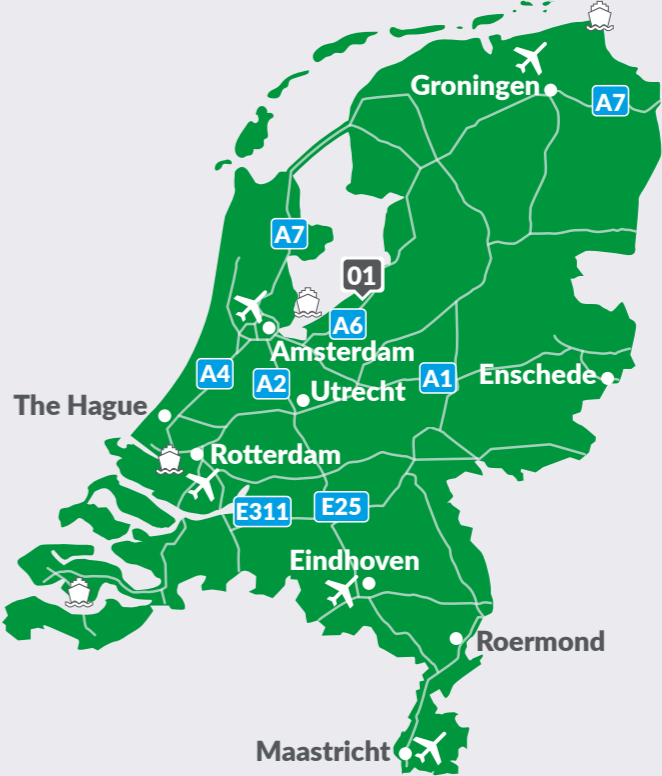 Groningen
A7
A7
01
A6
Amsterdam
A4
A2
A1
Enschede
Utrecht
The Hague
Rotterdam
E311
E25
Eindhoven
Roermond
Maastricht